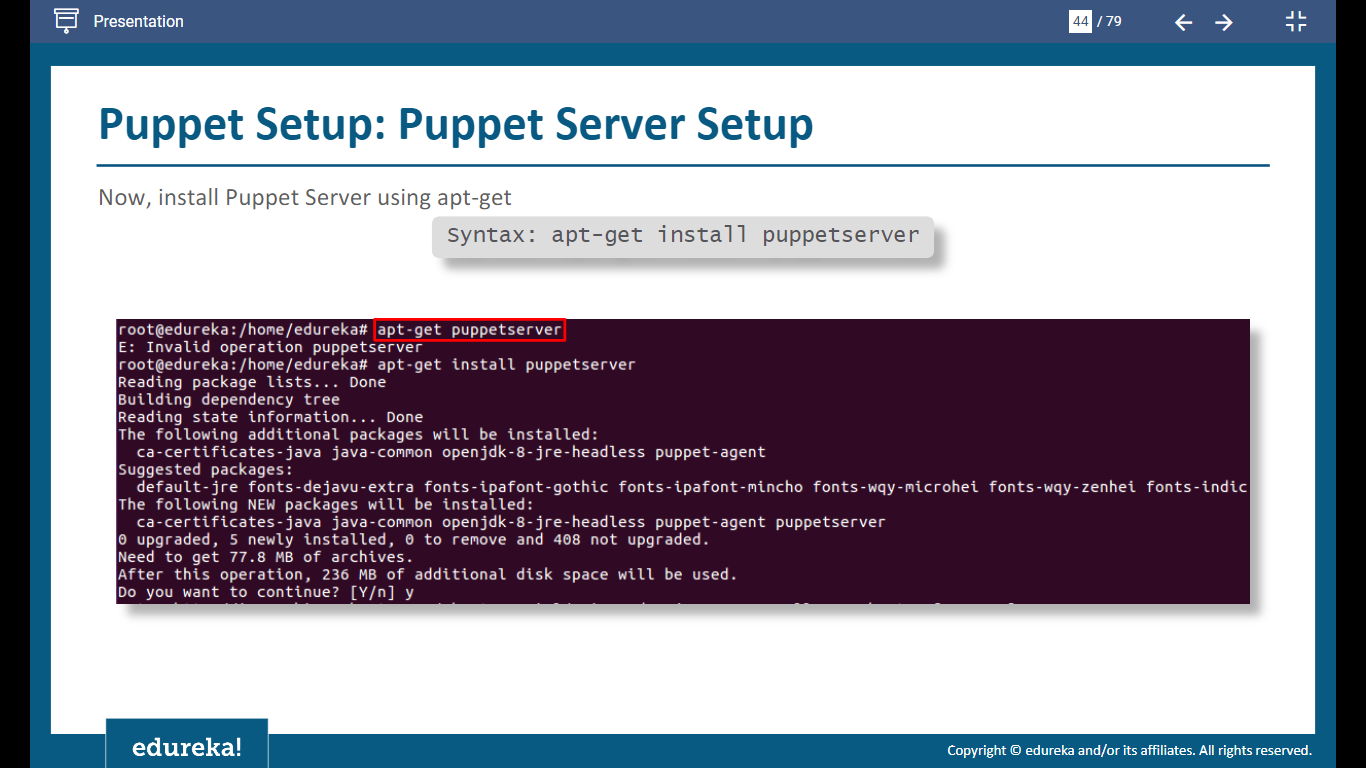 Presentation
44 / 79
Puppet Setup: Puppet Server Setup
Now, install Puppet Server using apt-get
Syntax: apt-get install puppetserver
root@edureka:/home/edureka# apt-get puppetserver
E: Invalid operation puppetserver
root@edureka:/home/edureka# apt-get install puppetserver
Reading package lists... Done
Building dependency tree
Reading state information... Done
The following additional packages will be installed:
ca-certificates-java java-common openjdk-8-jre-headless puppet-agent
Suggested packages:
default-jre fonts-dejavu-extra fonts-ipafont-gothic fonts-ipafont-mincho fonts-wqy-microhei fonts-wqy-zenhei fonts-indic
The following NEW packages will be installed:
ca-certificates-java java-common openjdk-8-jre-headless puppet-agent puppetserver
0 upgraded, 5 newly installed, 0 to remove and 408 not upgraded.
Need to get 77.8 MB of archives.
After this operation, 236 MB of additional disk space will be used.
Do you want to continue? [Y/n] y
edureka!
Copyright © edureka and/or its affiliates. All rights reserved.